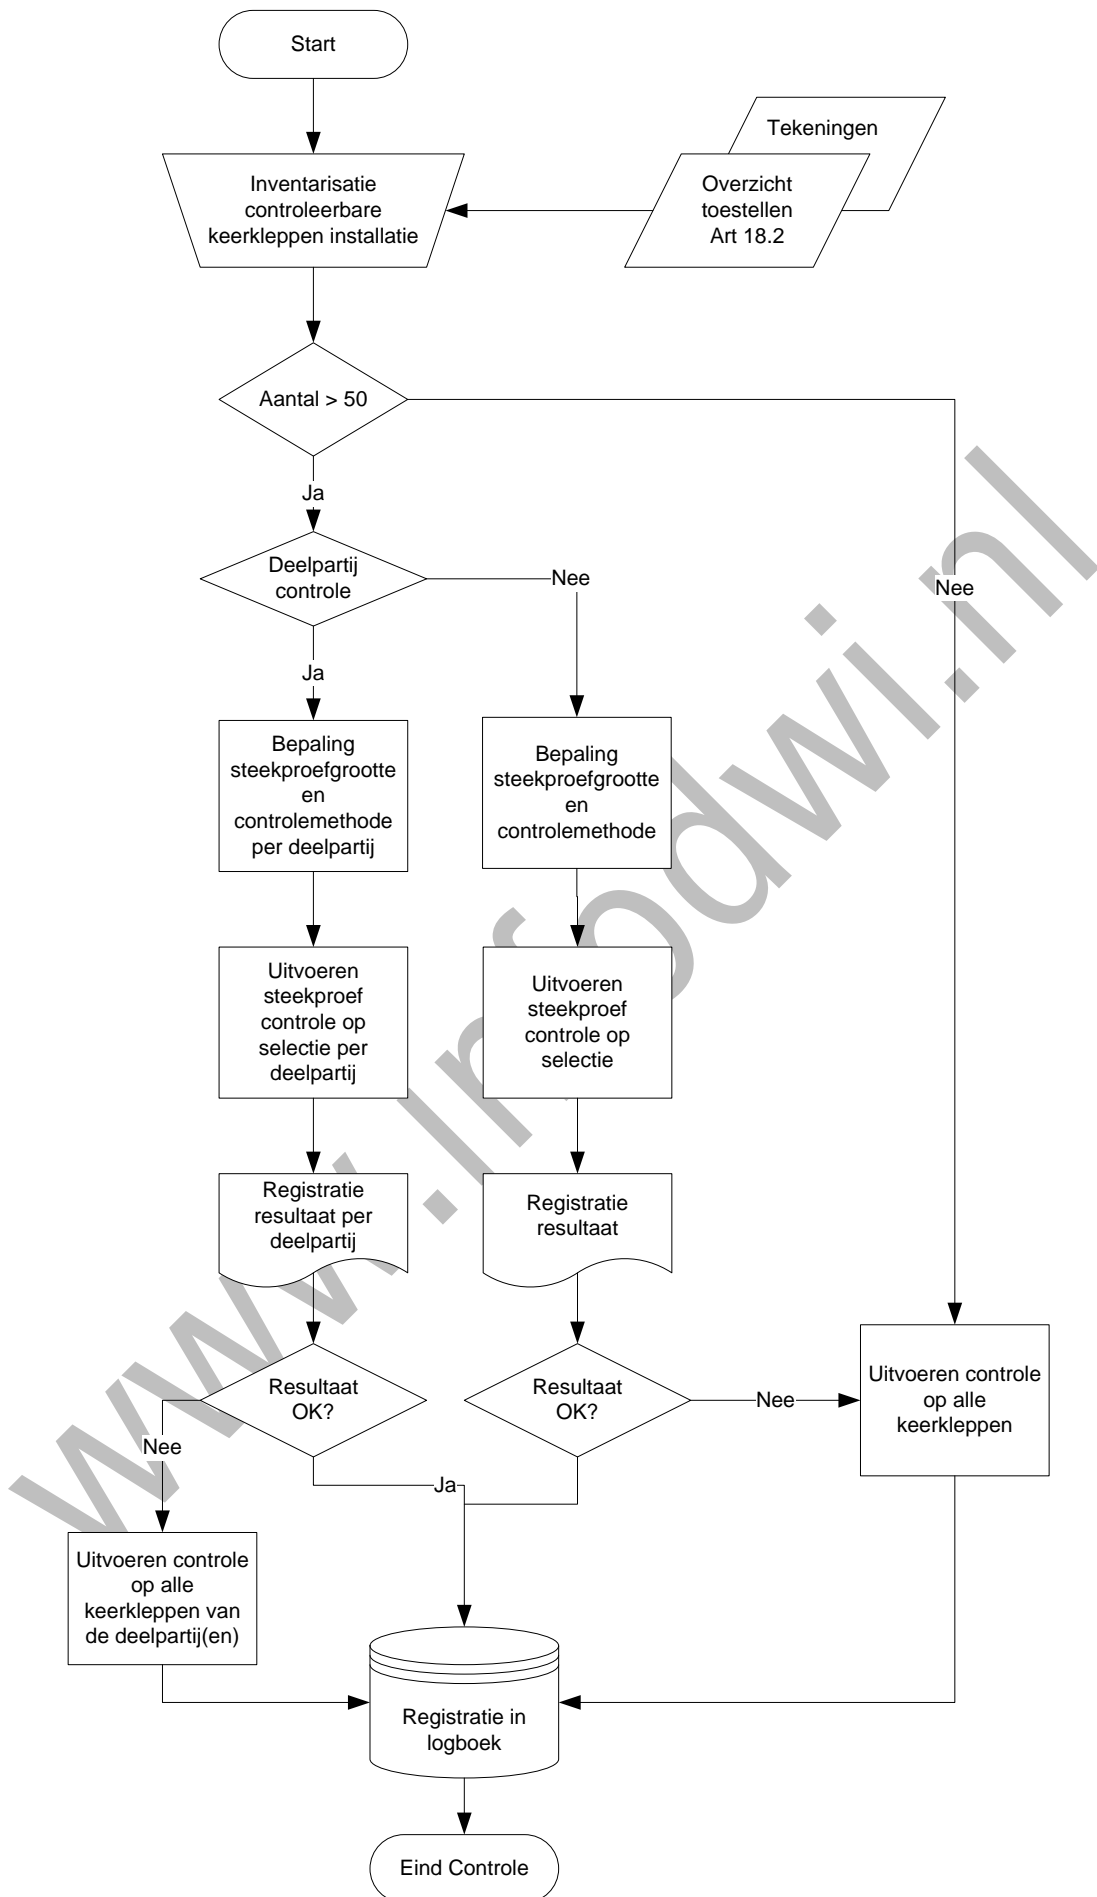 Start
Tekeningen
Overzicht
toestellen
Art 18.2
Inventarisatie
controleerbare
keerkleppen installatie
Aantal > 50
Ja
Nee
Deelpartij
controle
Nee
Ja
Bepaling
steekproefgrootte
en
controlemethode
per deelpartij
Bepaling
steekproefgrootte
en
controlemethode
Uitvoeren
steekproef
controle op
selectie per
deelpartij
Uitvoeren
steekproef
controle op
selectie
Registratie
resultaat per
deelpartij
Registratie
resultaat
Resultaat
OK?
Resultaat
OK?
Nee
Uitvoeren controle
op alle
keerkleppen
Nee
Ja
Uitvoeren controle
op alle
keerkleppen van
de deelpartij(en)
Registratie in
logboek
Eind Controle
www.infodwi.nl